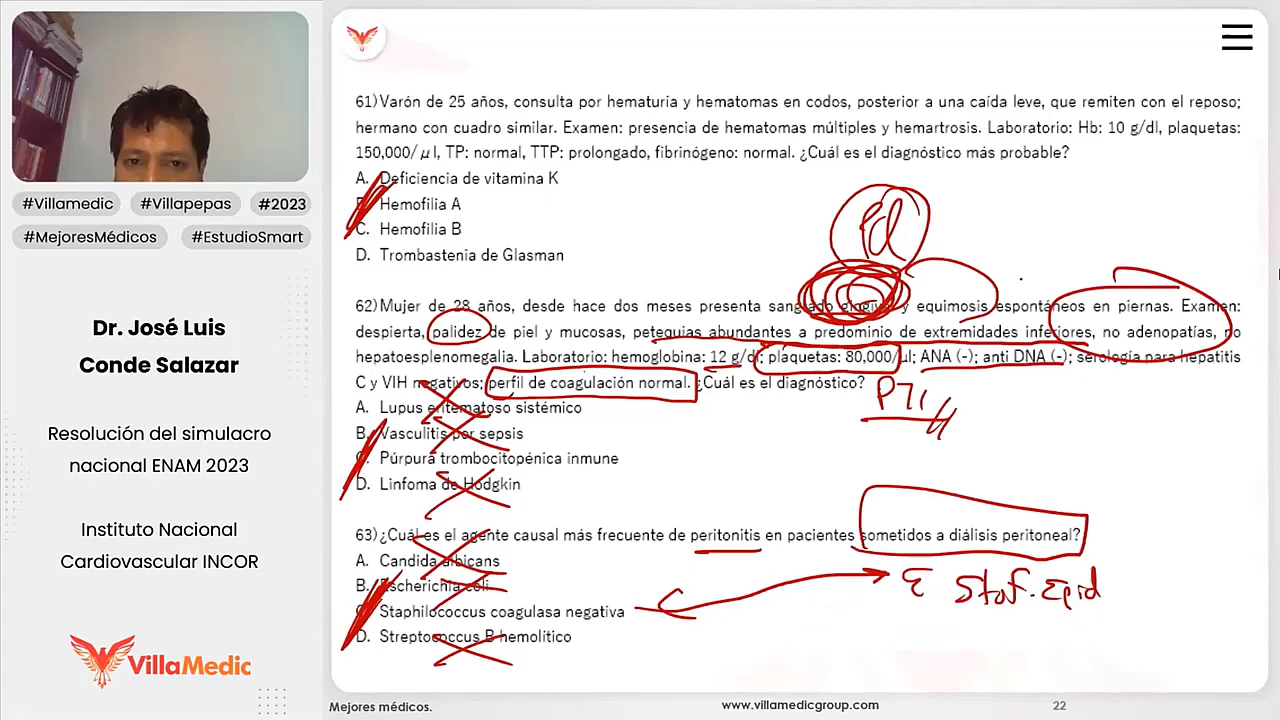 #Villamedic #Villapepas #2023
#MejoresMédicos #EstudioSmart
Dr. José Luis
Conde Salazar
Resolución del simulacro
nacional ENAM 2023
Instituto Nacional
Cardiovascular INCOR
VillaMedic
61) Varón de 25 años, consulta por hematuria y hematomas en codos, posterior a una caída leve, que remiten con el reposo;
hermano con cuadro similar. Examen: presencia de hematomas múltiples y hemartrosis. Laboratorio: Hb: 10 g/dl, plaquetas:
150,000/μl, TP: normal, TTP: prolongado, fibrinógeno: normal. ¿Cuál es el diagnóstico más probable?
A. Deficiencia de vitamina K
B. Hemofilia A
C. Hemofilia B
D. Trombastenia de Glasman
62) Mujer de 28 años, desde hace dos meses presenta sangrado gingival y equimosis espontáneos en piernas. Examen:
despierta, palidez de piel y mucosas, petequias abundantes a predominio de extremidades inferiores, no adenopatías, no
hepatoesplenomegalia. Laboratorio: hemoglobina: 12 g/dl; plaquetas: 80,000/μl; ANA (-); anti DNA (-); serología para hepatitis
C y VIH negativos; perfil de coagulación normal. ¿Cuál es el diagnóstico?
PTI
A. Lupus eritematoso sistémico
B. Vasculitis por sepsis
C. Púrpura trombocitopénica inmune
D. Linfoma de Hodgkin
63) ¿Cuál es el agente causal más frecuente de peritonitis en pacientes sometidos a diálisis peritoneal?
A. Candida albicans
B. Escherichia coli
C. Staphilococcus coagulasa negativa
Staf. Epid
D. Streptococcus B hemolítico
Mejores médicos.
www.villamedicgroup.com
22